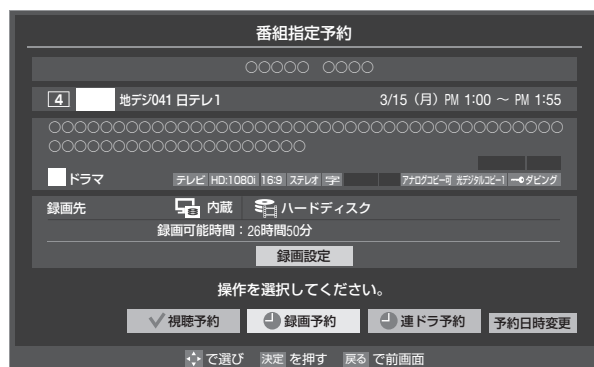 番組指定予約
○○○○○ ○○○○
4 地デジ041 日テレ1 3/15（月）PM 1:00 ～ PM 1:55
○○○○○○○○○○○○○○○○○○○○○○○○○○○○○○○○
○○○○○○○○○○○○○○○○
ドラマ テレビ HD:1080i 16:9 ステレオ 字 アナログコピー可 光デジタルコピー1 ダビング
録画先 内蔵 ハードディスク
録画可能時間：26時間50分
録画設定
操作を選択してください。
視聴予約 録画予約 連ドラ予約 予約日時変更
で選び 決定 を押す 戻る で前画面